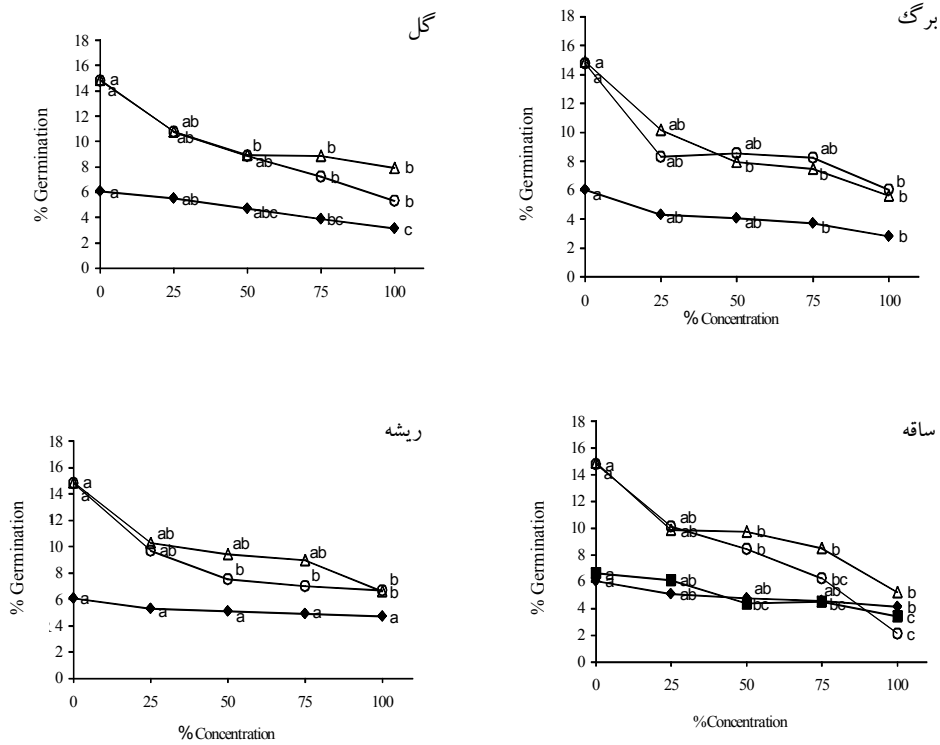 گل
% Germination
18
16
14
12
10
8
6
4
2
0
a
a
ab
ab
b
ab
b
b
b
b
a
ab
abc
bc
c
0 25 50 75 100
برگ
% Germination
18
16
14
12
10
8
6
4
2
0
a
a
ab
ab
ab
b
ab
b
b
b
a
ab
ab
b
b
0 25 50 75 100
% Concentration
ریشه
% Germination
18
16
14
12
10
8
6
2
0
a
a
ab
ab
ab
b
ab
b
b
b
a
a
a
a
a
0 25 50 75 100
% Concentration
ساقه
% Germination
18
16
14
12
10
8
6
4
2
0
a
a
ab
ab
b
b
b
bc
b
c
a
a
ab
ab
ab
bc
ab
bc
b
c
0 25 50 75 100
% Concentration